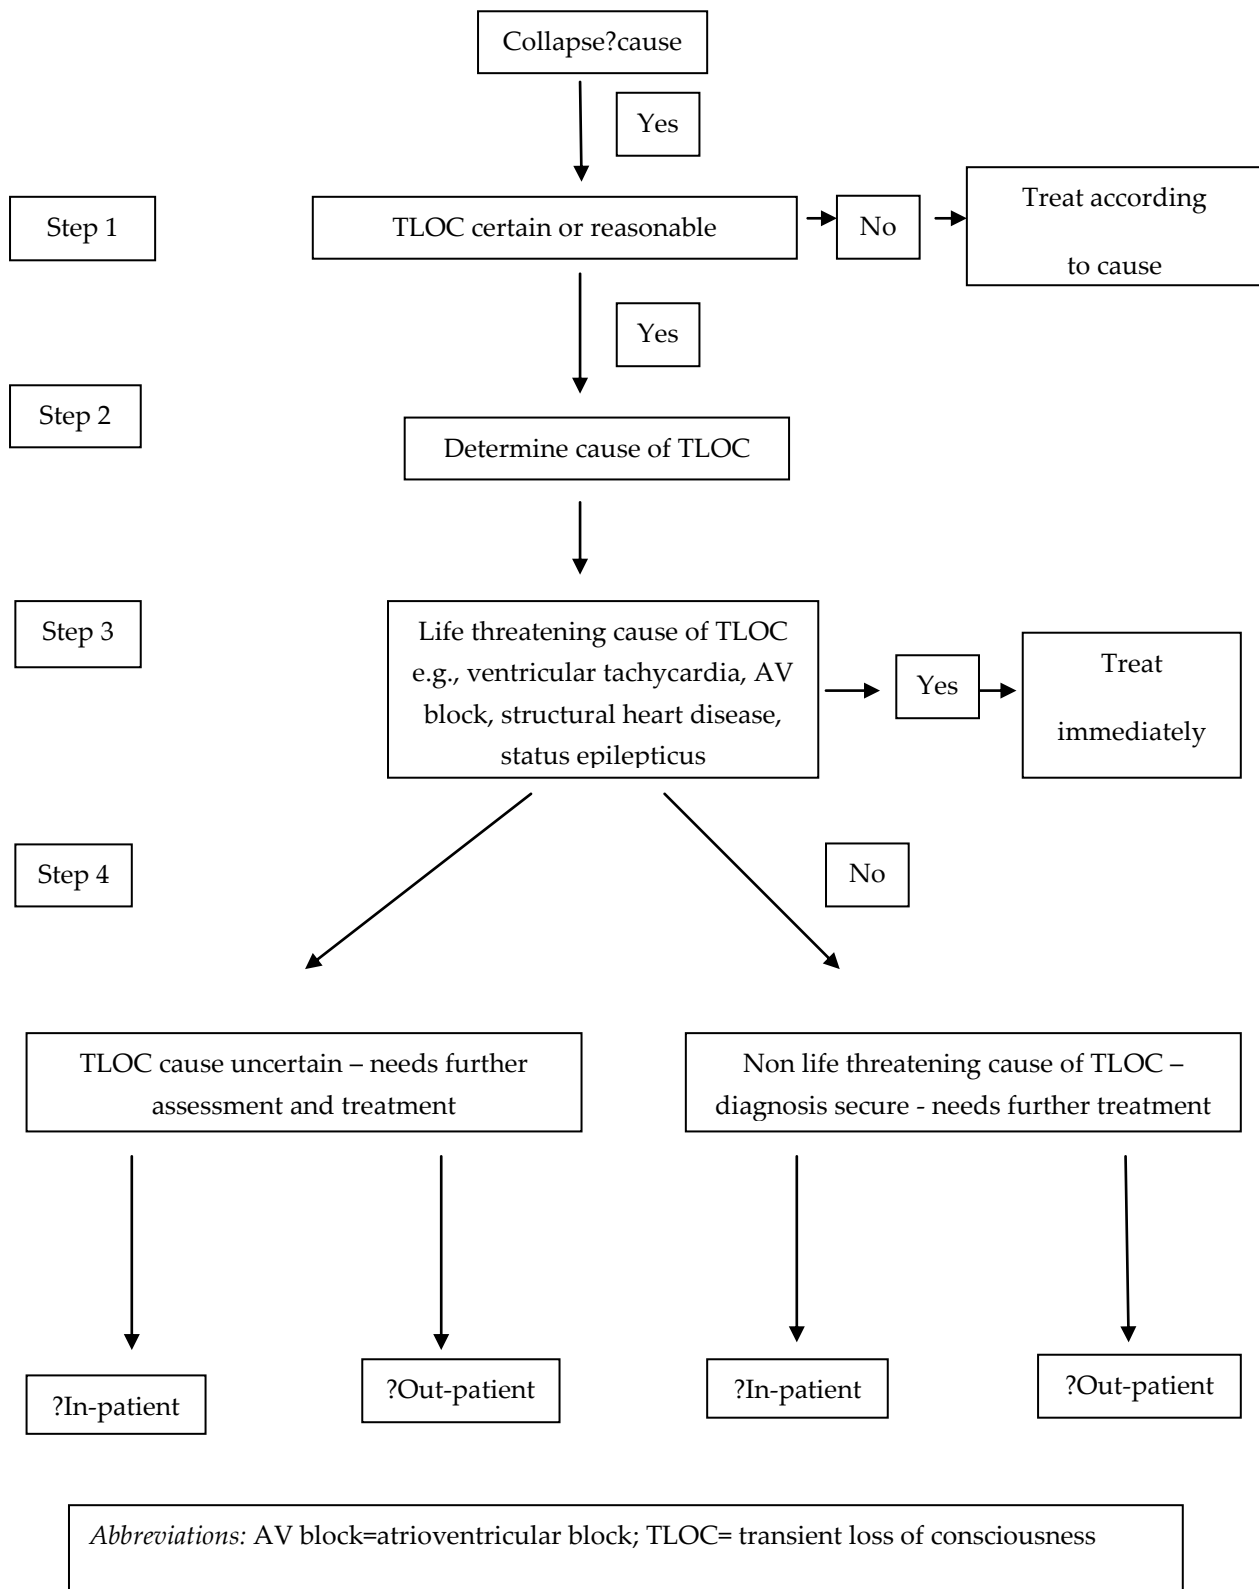 Collapse?cause
Yes
Step 1
TLOC certain or reasonable
No
Treat according
to cause
Yes
Step 2
Determine cause of TLOC
Step 3
Life threatening cause of TLOC
e.g., ventricular tachycardia, AV
block, structural heart disease,
status epilepticus
Yes
Treat
immediately
Step 4
No
TLOC cause uncertain – needs further
assessment and treatment
Non life threatening cause of TLOC –
diagnosis secure - needs further treatment
?In-patient
?Out-patient
?In-patient
?Out-patient
Abbreviations: AV block=atrioventricular block; TLOC= transient loss of consciousness